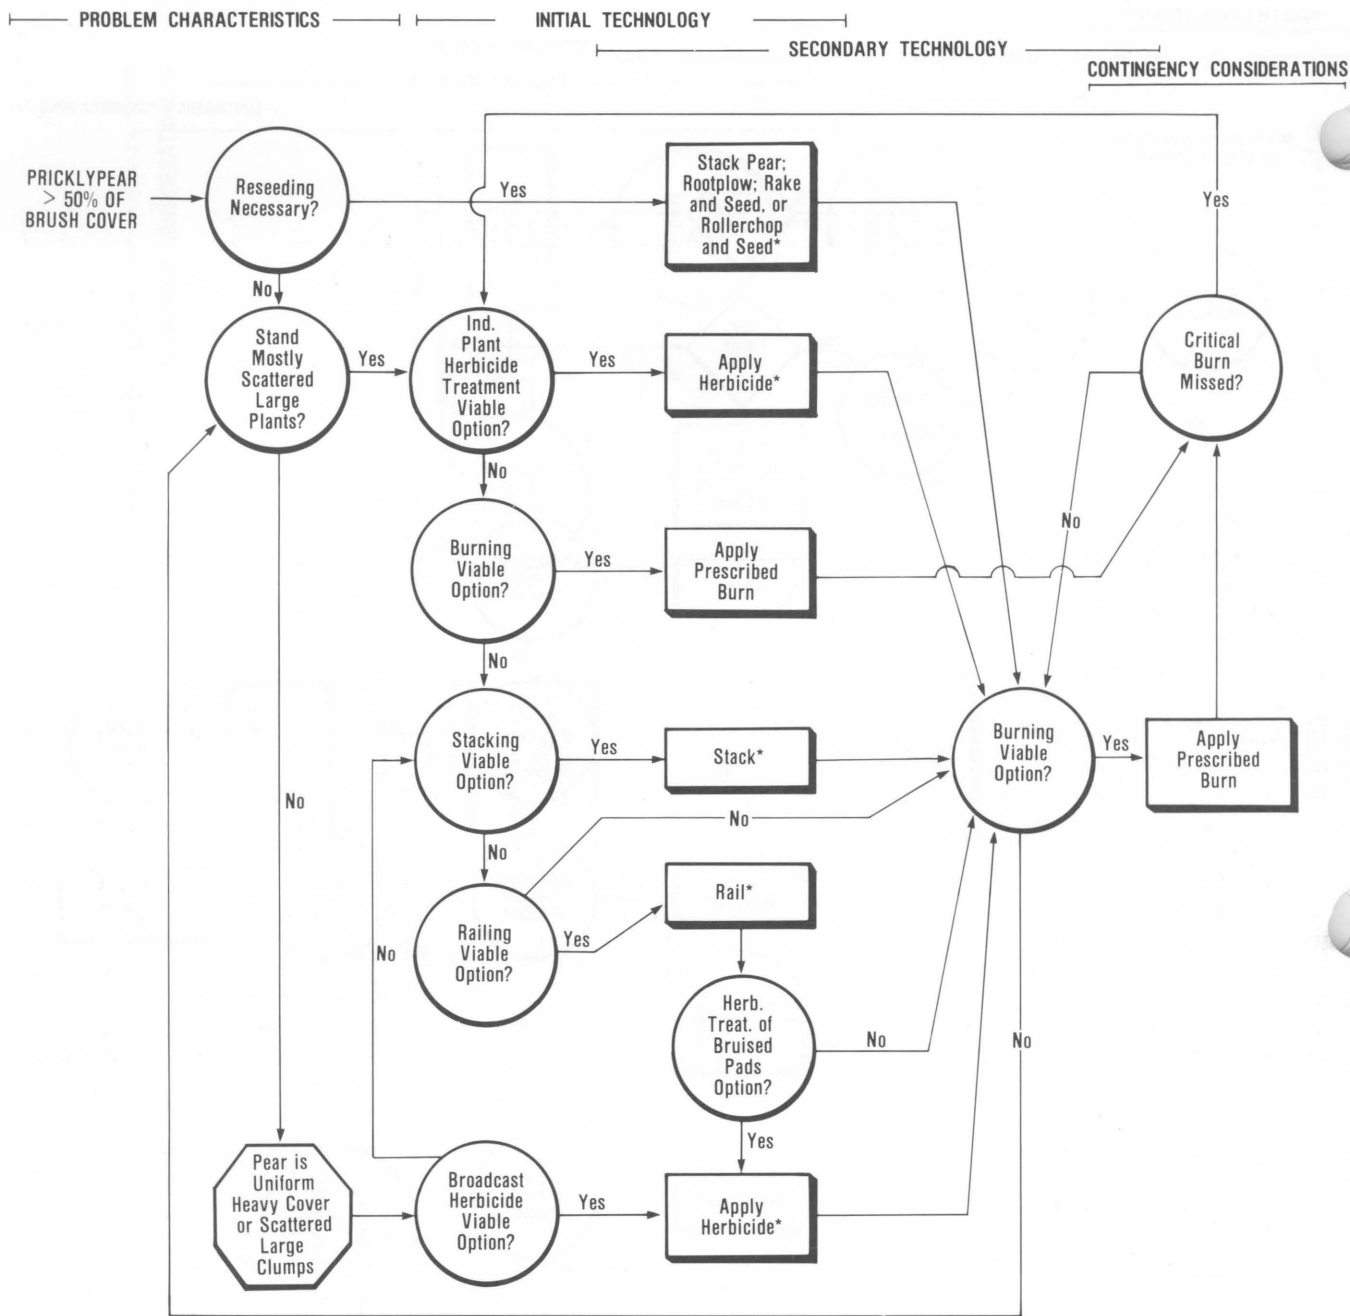 PROBLEM CHARACTERISTICS
INITIAL TECHNOLOGY
SECONDARY TECHNOLOGY
CONTINGENCY CONSIDERATIONS
PRICKLYPEAR
> 50% OF
BRUSH COVER
Reseeding
Necessary?
Yes
Stack Pear;
Rootplow; Rake
and Seed, or
Rollerchop
and Seed*
Yes
No
Stand
Mostly
Scattered
Large
Plants?
Yes
Ind.
Plant
Herbicide
Treatment
Viable
Option?
Yes
Apply
Herbicide*
Critical
Burn
Missed?
No
No
Burning
Viable
Option?
Yes
Apply
Prescribed
Burn
No
No
Stacking
Viable
Option?
Yes
Stack*
Burning
Viable
Option?
Yes
Apply
Prescribed
Burn
No
No
No
Railing
Viable
Option?
Yes
Rail*
No
Herb.
Treat. of
Bruised
Pads
Option?
No
No
Yes
Pear is
Uniform
Heavy Cover
or Scattered
Large
Clumps
Broadcast
Herbicide
Viable
Option?
Yes
Apply
Herbicide*